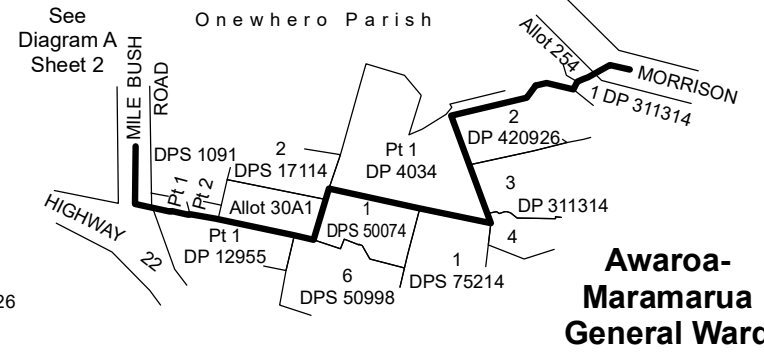 See
Diagram A
Sheet 2
Onewhero Parish
MILE BUSH
ROAD
Allot 254
MORRISON
1 DP 311314
2
DP 420926
Pt 1
DP 4034
DPS 1091
2
DPS 17114
Pt 1
Pt 2
Allot 30A1
1
DPS 50074
3
DP 311314
4
HIGHWAY
22
Pt 1
DP 12955
6
DPS 50998
1
DPS 75214
26
Awaroa-
Maramarua
General Ward